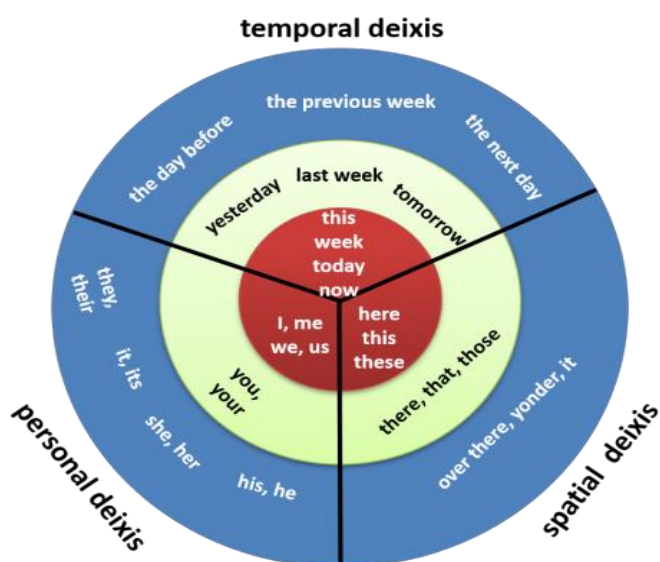 temporal deixis
the previous week
the day before
the next day
last week
yesterday
tomorrow
this
week
today
now
I, me
we, us
here
this
these
they,
their
it, its
she, her
his, he
you,
your
there, that, those
over there, yonder, it
personal deixis
spatial deixis